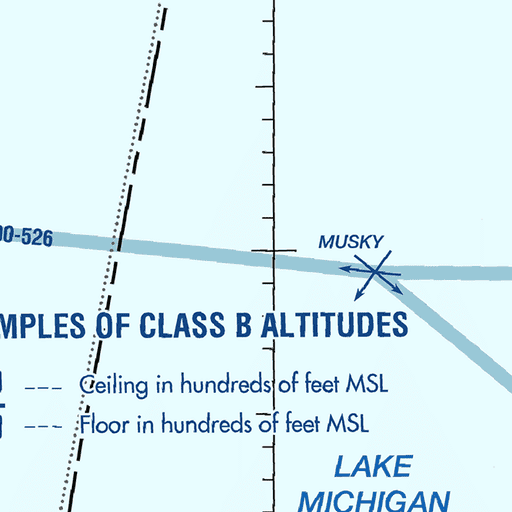 00-526
MUSKY
MPLES OF CLASS B ALTITUDES
--- Ceiling in hundreds of feet MSL
--- Floor in hundreds of feet MSL
LAKE
MICHIGAN